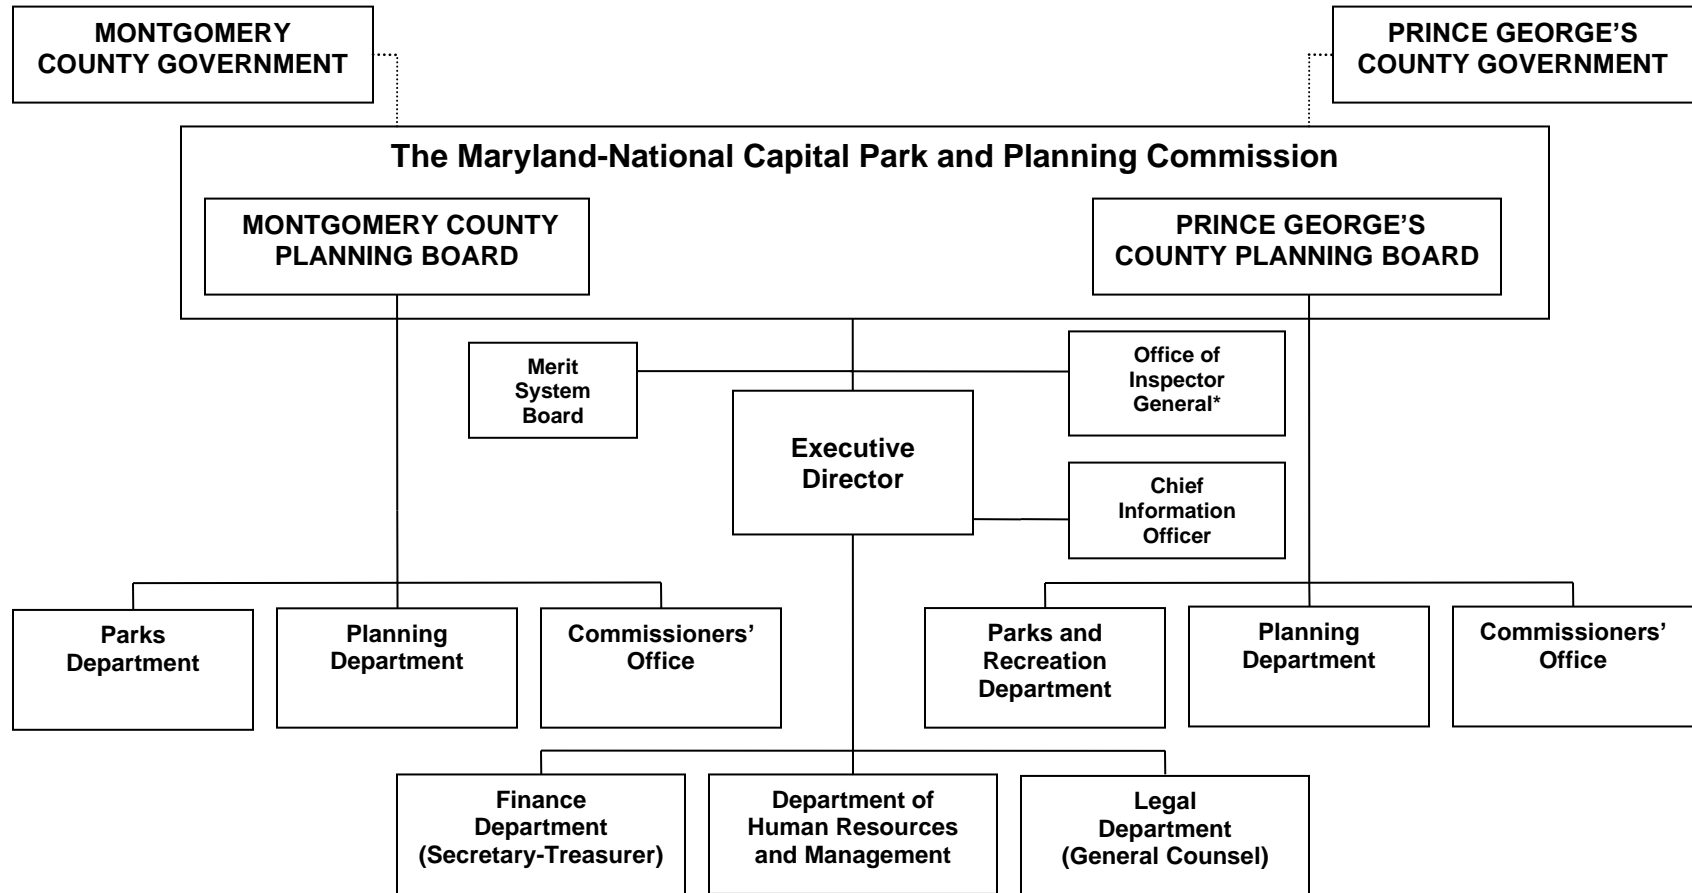 MONTGOMERY
COUNTY GOVERNMENT
PRINCE GEORGE’S
COUNTY GOVERNMENT
The Maryland-National Capital Park and Planning Commission
MONTGOMERY COUNTY
PLANNING BOARD
PRINCE GEORGE’S
COUNTY PLANNING BOARD
Merit
System
Board
Office of
Inspector
General*
Executive
Director
Chief
Information
Officer
Parks
Department
Planning
Department
Commissioners’
Office
Parks and
Recreation
Department
Planning
Department
Commissioners’
Office
Finance
Department
(Secretary-Treasurer)
Department of
Human Resources
and Management
Legal
Department
(General Counsel)